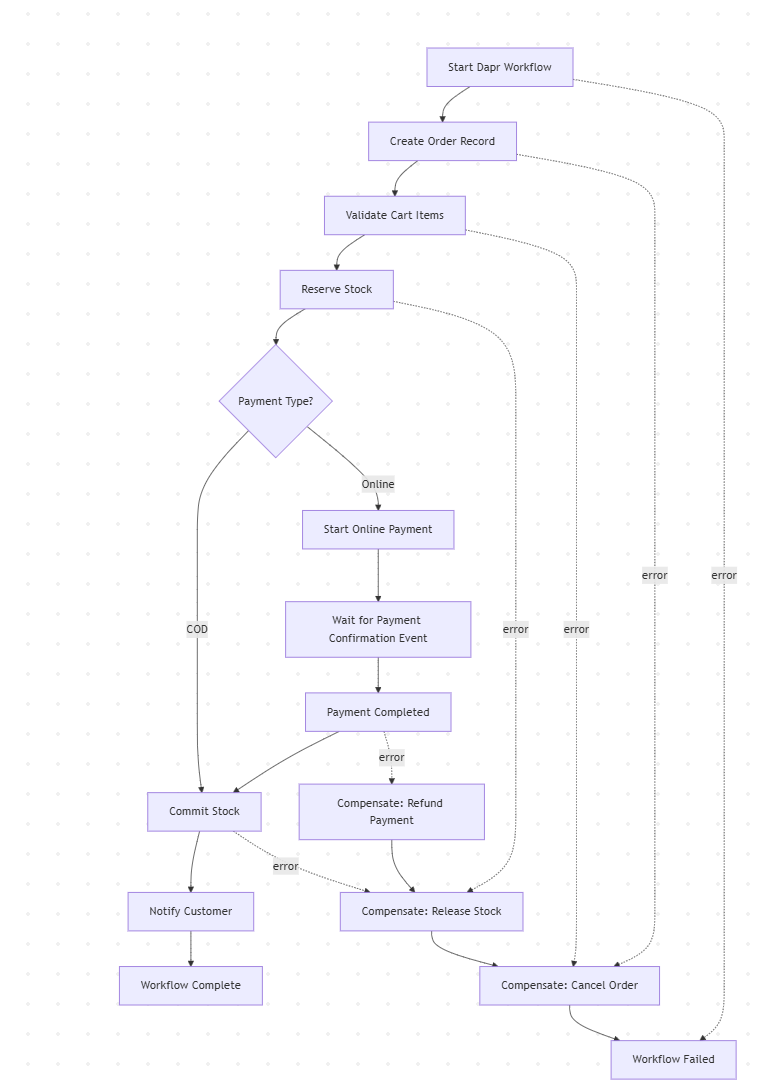 Start Dapr Workflow
Create Order Record
Validate Cart Items
Reserve Stock
Payment Type?
Online
Start Online Payment
error
error
COD
Wait for Payment
Confirmation Event
error
error
Payment Completed
error
Commit Stock
Compensate: Refund
Payment
error
Notify Customer
Compensate: Release Stock
Workflow Complete
Compensate: Cancel Order
Workflow Failed